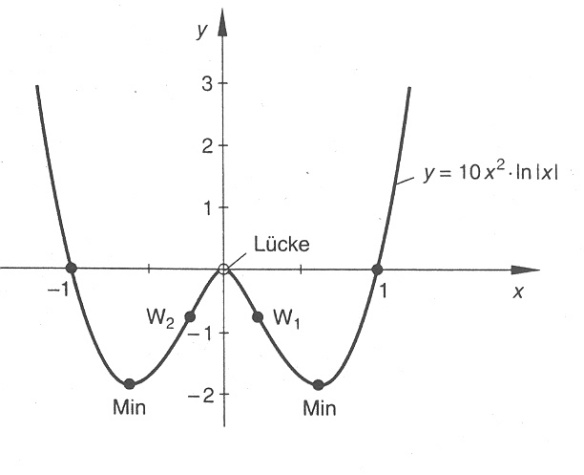 y
3
2
y = 10x²·ln|x|
1
Lücke
−1
1
x
W₂
−1
W₁
−2
Min
Min